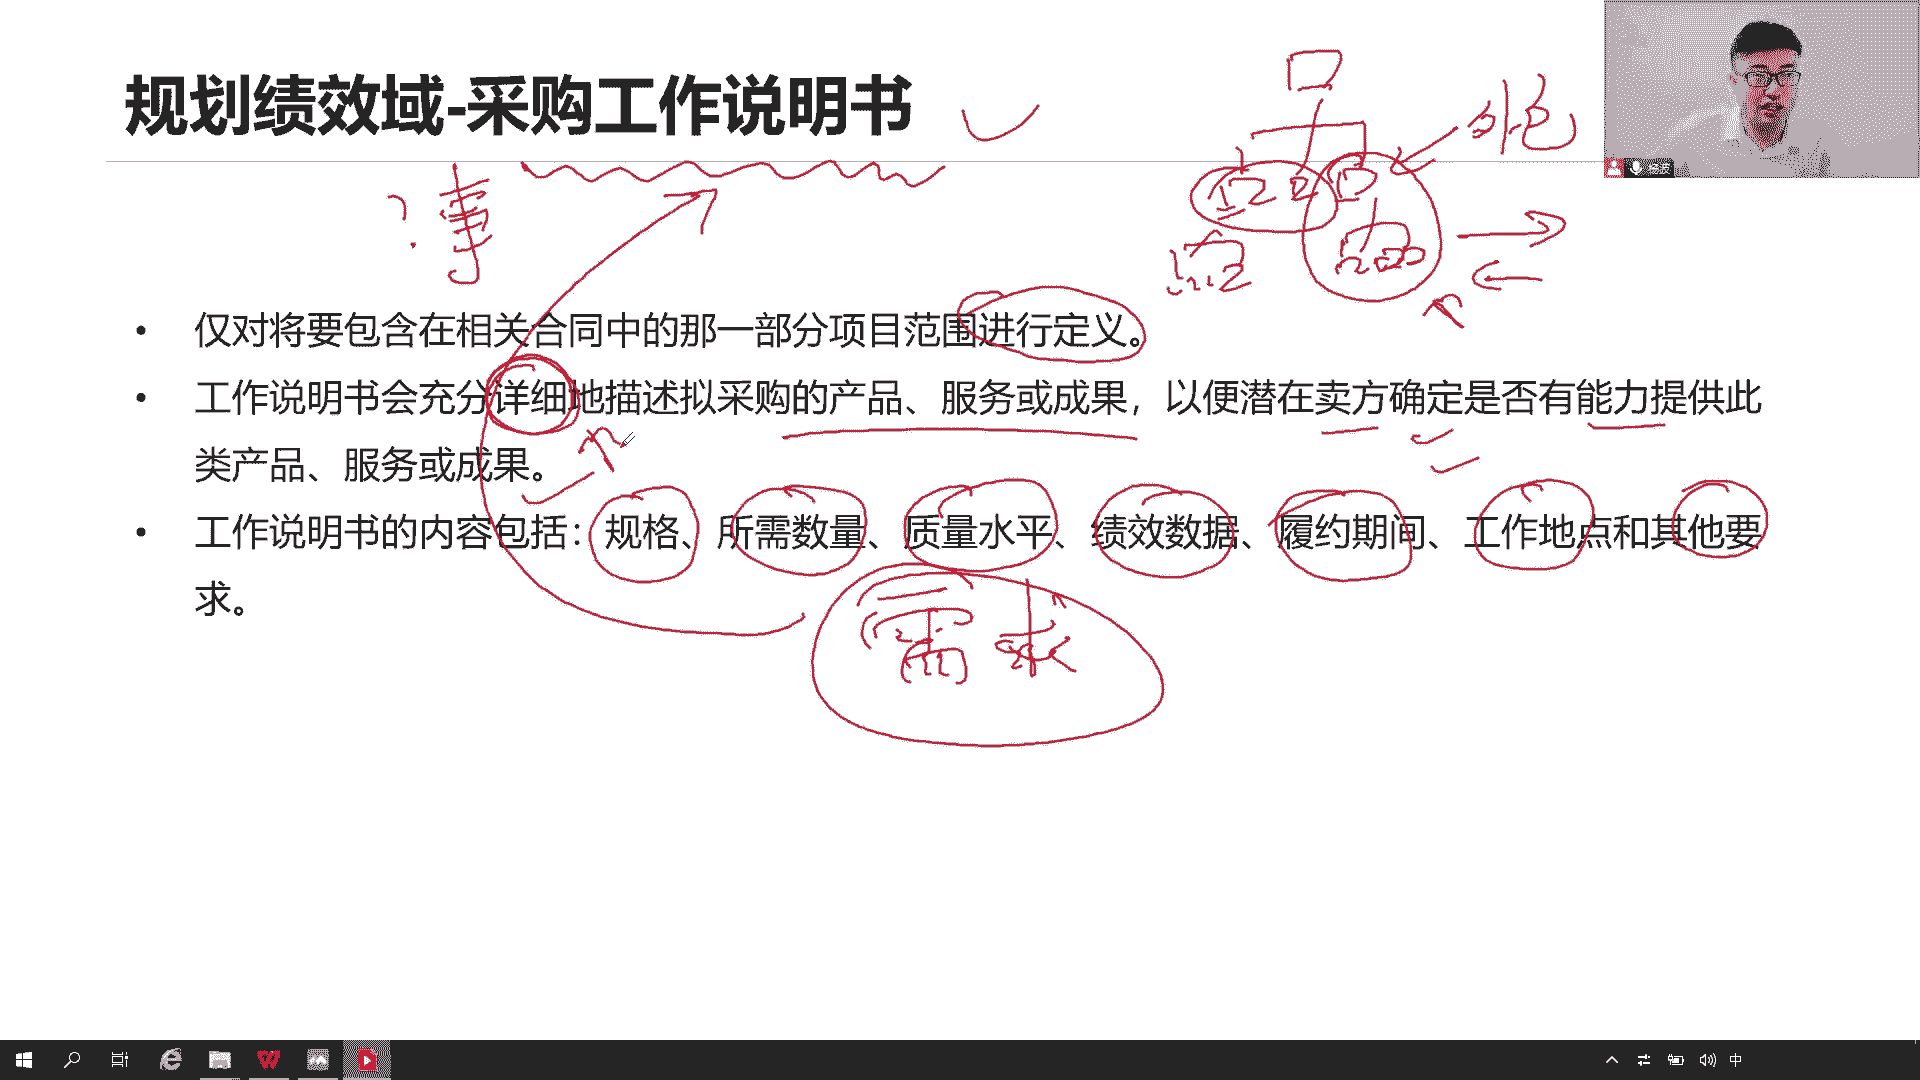 规划绩效域-采购工作说明书
外包
杨波
?事
• 仅对将要包含在相关合同中的那一部分项目范围进行定义。
• 工作说明书会充分详细地描述拟采购的产品、服务或成果，以便潜在卖方确定是否有能力提供此
类产品、服务或成果。
• 工作说明书的内容包括：规格、所需数量、质量水平、绩效数据、履约期间、工作地点和其他要
求。
需求
中